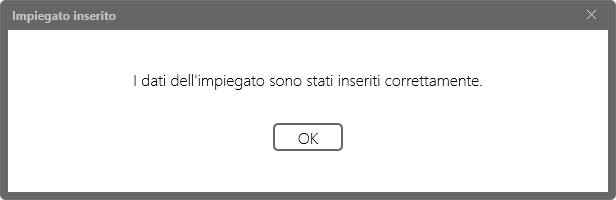 Impiegato inserito
I dati dell'impiegato sono stati inseriti correttamente.
OK